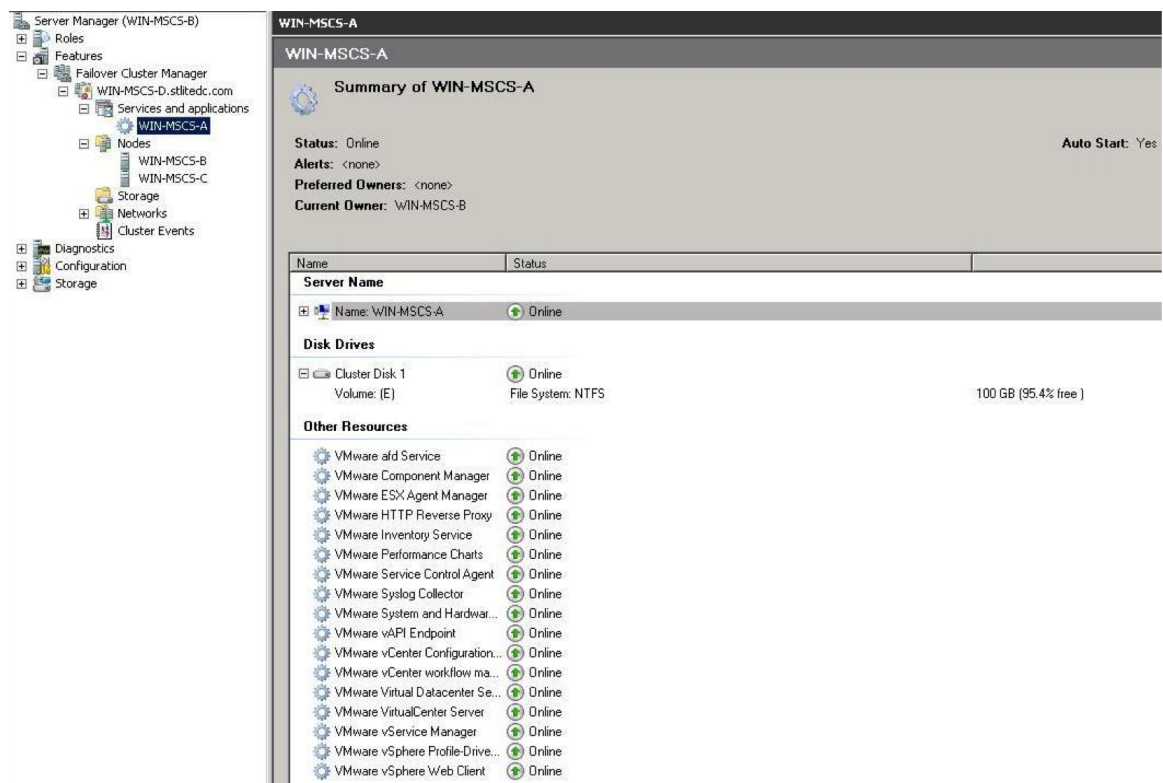 Server Manager (WIN-MSCS-B)
Roles
Features
Failover Cluster Manager
WIN-MSCS-D.stlitedc.com
Services and applications
WIN-MSCS-A
Nodes
WIN-MSCS-B
WIN-MSCS-C
Storage
Networks
Cluster Events
Diagnostics
Configuration
Storage
WIN-MSCS-A
WIN-MSCS-A
Summary of WIN-MSCS-A
Status: Online Auto Start: Yes
Alerts: <none>
Preferred Owners: <none>
Current Owner: WIN-MSCS-B
Name Status
Server Name
Name: WIN-MSCS-A Online
Disk Drives
Cluster Disk 1 Online
Volume: (E) File System: NTFS 100 GB (95.4% free )
Other Resources
VMware afd Service Online
VMware Component Manager Online
VMware ESX Agent Manager Online
VMware HTTP Reverse Proxy Online
VMware Inventory Service Online
VMware Performance Charts Online
VMware Service Control Agent Online
VMware Syslog Collector Online
VMware System and Hardwar... Online
VMware vAPI Endpoint Online
VMware vCenter Configuration... Online
VMware vCenter workflow ma... Online
VMware Virtual Datacenter Se... Online
VMware VirtualCenter Server Online
VMware vService Manager Online
VMware vSphere Profile-Drive... Online
VMware vSphere Web Client Online